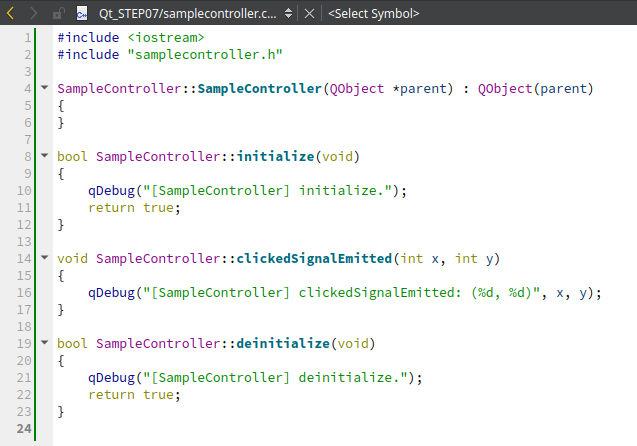 Qt_STEP07/samplecontroller.c... <Select Symbol>
1 #include <iostream>
2 #include "samplecontroller.h"
3
4 SampleController::SampleController(QObject *parent) : QObject(parent)
5 {
6 }
7
8 bool SampleController::initialize(void)
9 {
10     qDebug("[SampleController] initialize.");
11     return true;
12 }
13
14 void SampleController::clickedSignalEmitted(int x, int y)
15 {
16     qDebug("[SampleController] clickedSignalEmitted: (%d, %d)", x, y);
17 }
18
19 bool SampleController::deinitialize(void)
20 {
21     qDebug("[SampleController] deinitialize.");
22     return true;
23 }
24